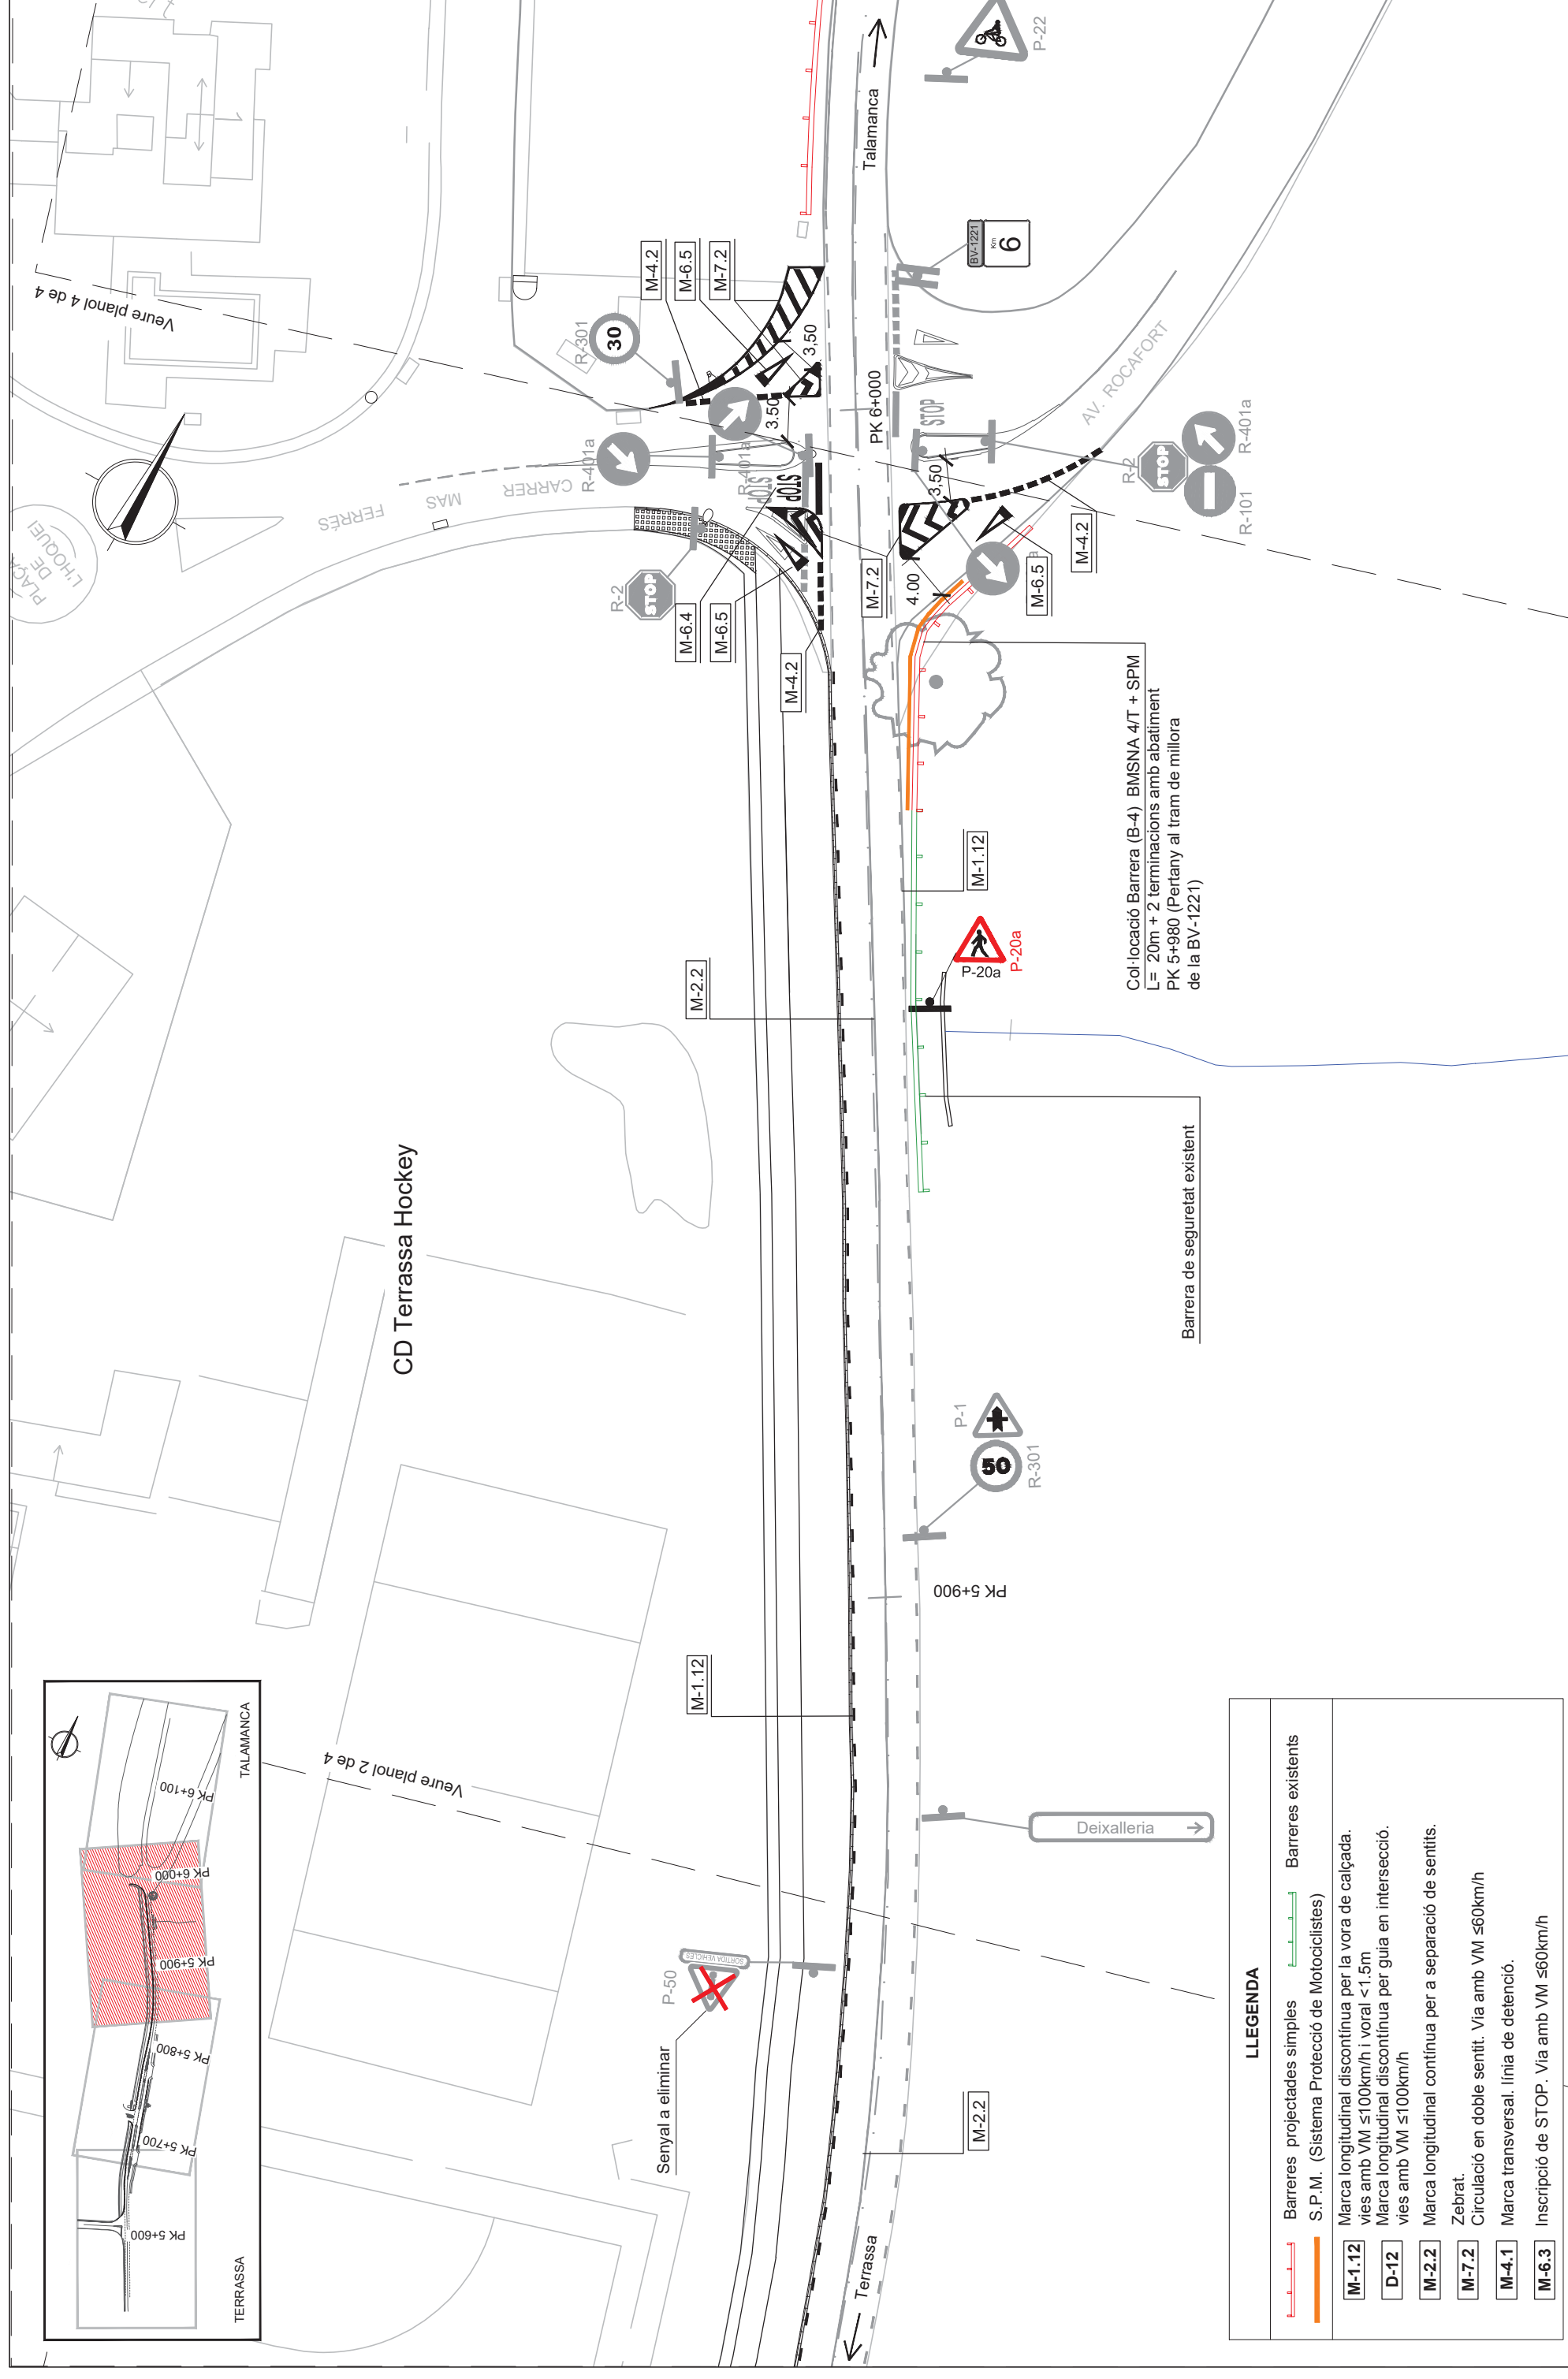 Veure planol 4 de 4
PLAÇA
DE
L'HOQUEI
FERRÉS
MAS
CARRER
R-401a
R-301
30
M-4.2
M-6.5
M-7.2
3,50
3.50
R-401a
STOP
STOP
R-2
STOP
M-6.4
M-6.5
M-4.2
Talamanca
P-22
BV-1221
Km
6
PK 6+000
STOP
AV. ROCAFORT
R-2
STOP
R-401a
R-101
3,50
M-7.2
4.00
M-6.5
M-4.2
Col·locació Barrera (B-4) BMSNA 4/T + SPM
L= 20m + 2 terminacions amb abatiment
PK 5+980 (Pertany al tram de millora
de la BV-1221)
M-1.12
P-20a
P-20a
M-2.2
Barrera de seguretat existent
CD Terrassa Hockey
P-1
50
R-301
PK 5+900
M-1.12
Veure planol 2 de 4
Deixalleria
P-50
SORTIDA VEHICLES
Senyal a eliminar
M-2.2
Terrassa
TERRASSA
TALAMANCA
PK 5+600
PK 5+700
PK 5+800
PK 5+900
PK 6+000
PK 6+100
LLEGENDA
Barreres projectades simples
Barreres existents
S.P.M. (Sistema Protecció de Motociclistes)
M-1.12 Marca longitudinal discontínua per la vora de calçada.
vies amb VM ≤100km/h i voral <1.5m
D-12 Marca longitudinal discontínua per guia en intersecció.
vies amb VM ≤100km/h
M-2.2 Marca longitudinal contínua per a separació de sentits.
M-7.2 Zebrat.
Circulació en doble sentit. Via amb VM ≤60km/h
M-4.1 Marca transversal. línia de detenció.
M-6.3 Inscripció de STOP. Via amb VM ≤60km/h